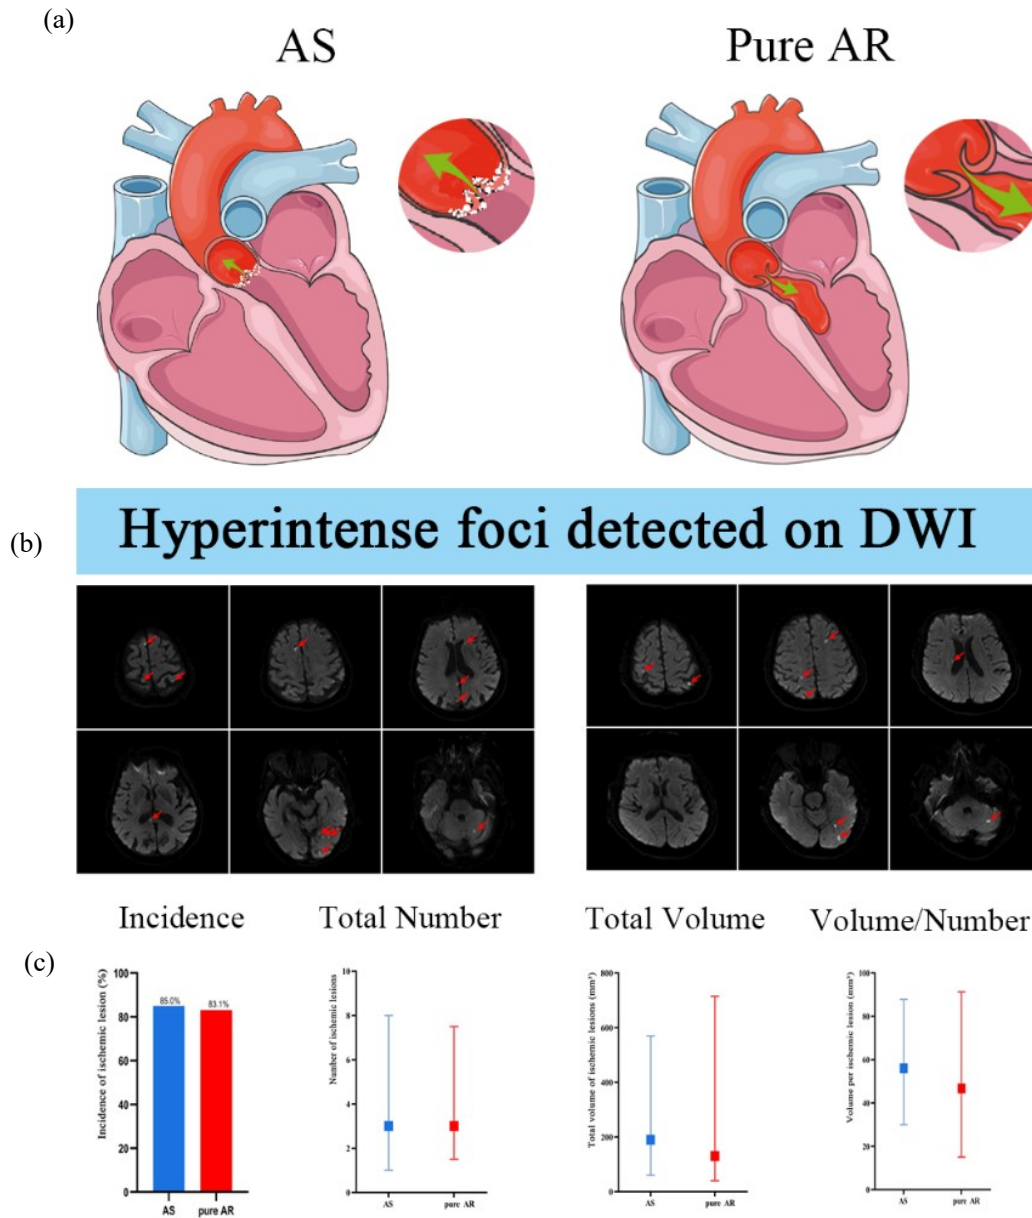 (a)
AS
Pure AR
(b)
Hyperintense foci detected on DWI
Incidence
Total Number
Total Volume
Volume/Number
(c)
Incidence of ischemic lesion (%)
100
80
60
40
20
0
85.0%
83.1%
AS
pure AR
Number of ischemic lesions
10
8
6
4
2
0
AS
pure AR
Total volume of ischemic lesions (mm³)
800
600
400
200
0
AS
pure AR
Volume per ischemic lesion (mm³)
100
80
60
40
20
0
AS
pure AR